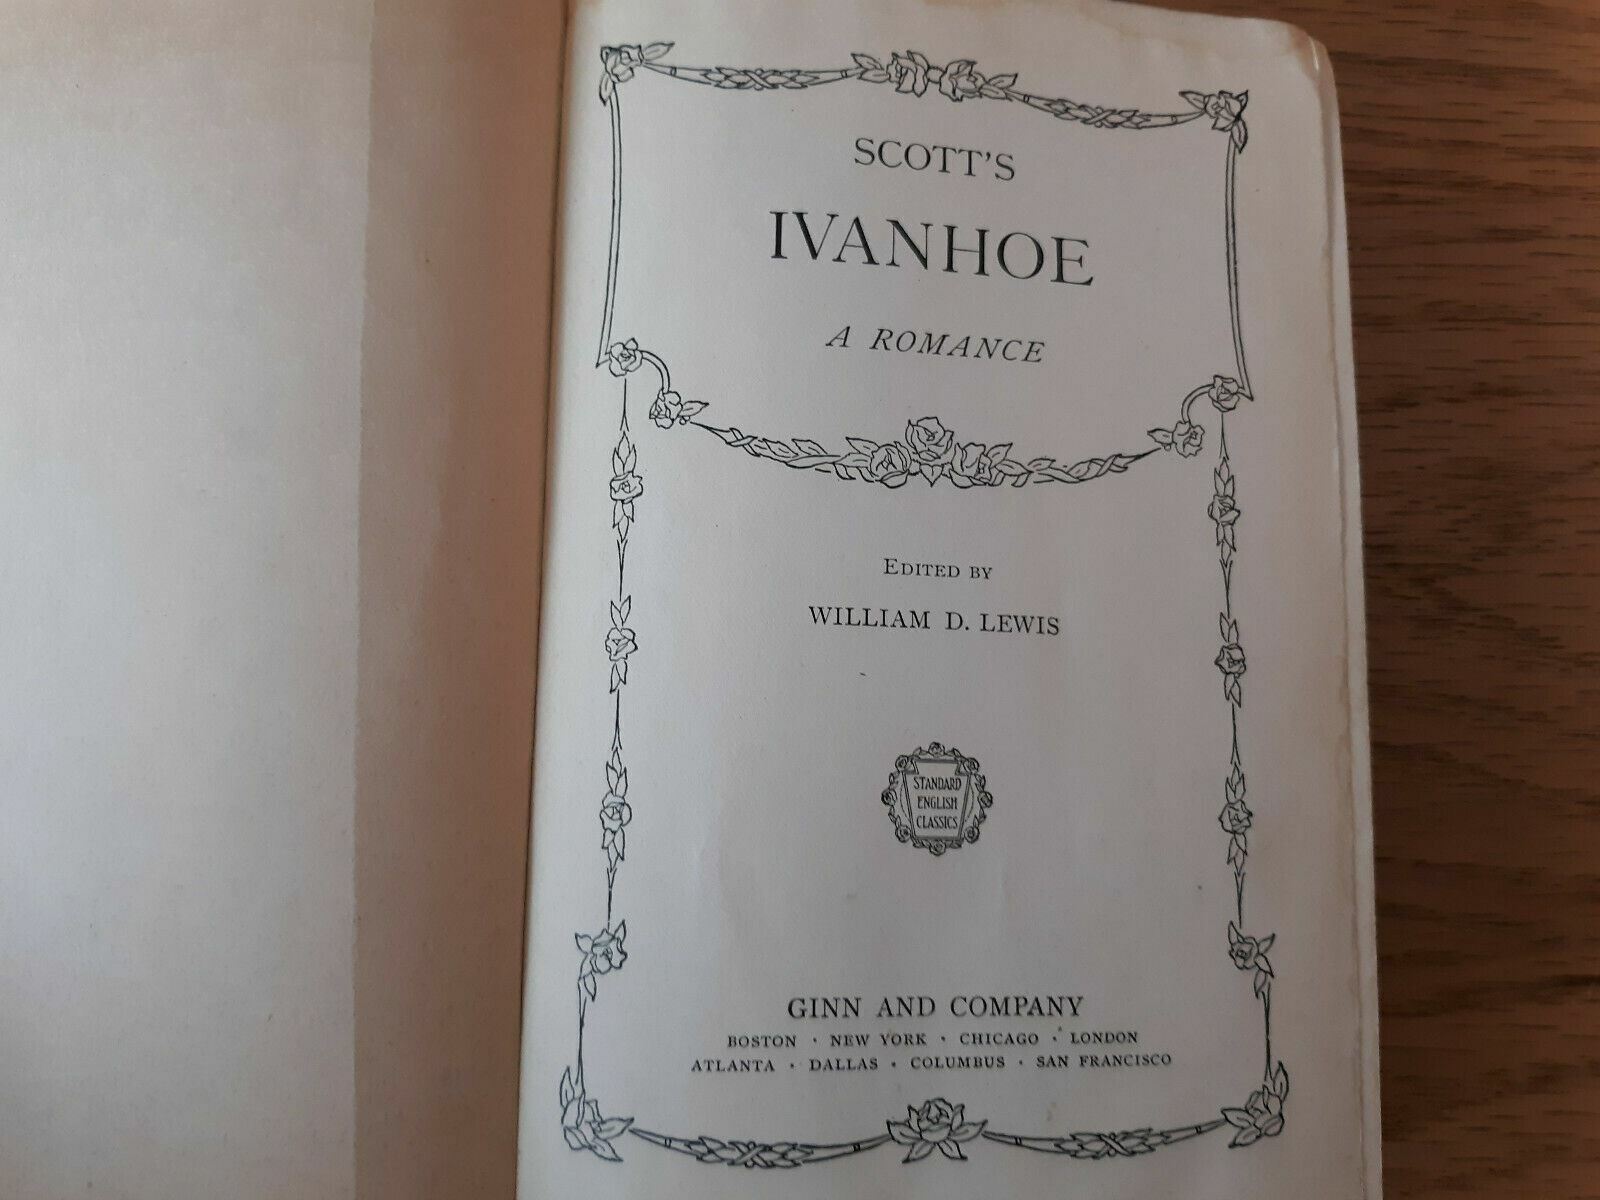 SCOTT'S
IVANHOE
A ROMANCE
EDITED BY
WILLIAM D. LEWIS
STANDARD
ENGLISH
CLASSICS
GINN AND COMPANY
BOSTON · NEW YORK · CHICAGO · LONDON
ATLANTA · DALLAS · COLUMBUS · SAN FRANCISCO